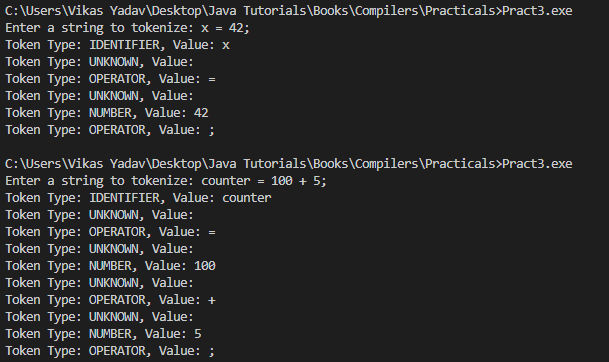 C:\Users\Vikas Yadav\Desktop\Java Tutorials\Books\Compilers\Practicals>Pract3.exe
Enter a string to tokenize: x = 42;
Token Type: IDENTIFIER, Value: x
Token Type: UNKNOWN, Value:
Token Type: OPERATOR, Value: =
Token Type: UNKNOWN, Value:
Token Type: NUMBER, Value: 42
Token Type: OPERATOR, Value: ;
C:\Users\Vikas Yadav\Desktop\Java Tutorials\Books\Compilers\Practicals>Pract3.exe
Enter a string to tokenize: counter = 100 + 5;
Token Type: IDENTIFIER, Value: counter
Token Type: UNKNOWN, Value:
Token Type: OPERATOR, Value: =
Token Type: UNKNOWN, Value:
Token Type: NUMBER, Value: 100
Token Type: UNKNOWN, Value:
Token Type: OPERATOR, Value: +
Token Type: UNKNOWN, Value:
Token Type: NUMBER, Value: 5
Token Type: OPERATOR, Value: ;